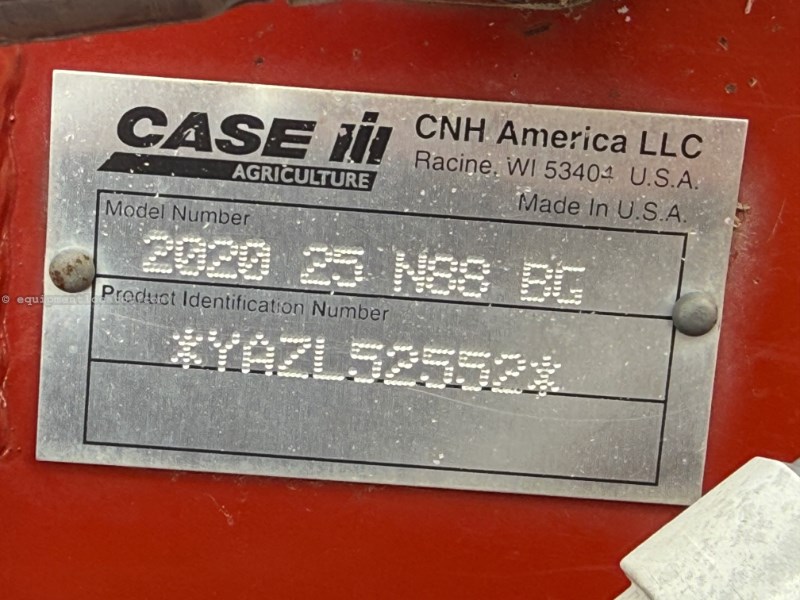 CASE IH
AGRICULTURE
CNH America LLC
Racine, WI 53404 U.S.A.
Made In U.S.A.
Model Number
2020 25 N88 BG
Product Identification Number
*YAZL52552*